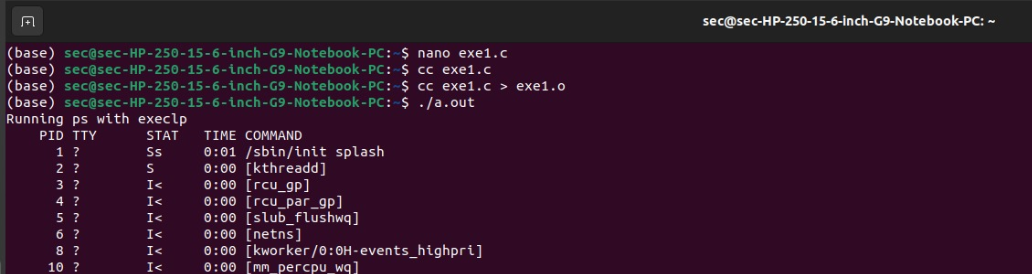 sec@sec-HP-250-15-6-inch-G9-Notebook-PC: ~
(base) sec@sec-HP-250-15-6-inch-G9-Notebook-PC:~$ nano exe1.c
(base) sec@sec-HP-250-15-6-inch-G9-Notebook-PC:~$ cc exe1.c
(base) sec@sec-HP-250-15-6-inch-G9-Notebook-PC:~$ cc exe1.c > exe1.o
(base) sec@sec-HP-250-15-6-inch-G9-Notebook-PC:~$ ./a.out
Running ps with execlp
    PID TTY      STAT   TIME COMMAND
      1 ?        Ss     0:01 /sbin/init splash
      2 ?        S      0:00 [kthreadd]
      3 ?        I<     0:00 [rcu_gp]
      4 ?        I<     0:00 [rcu_par_gp]
      5 ?        I<     0:00 [slub_flushwq]
      6 ?        I<     0:00 [netns]
      8 ?        I<     0:00 [kworker/0:0H-events_highpri]
     10 ?        I<     0:00 [mm_percpu_wq]